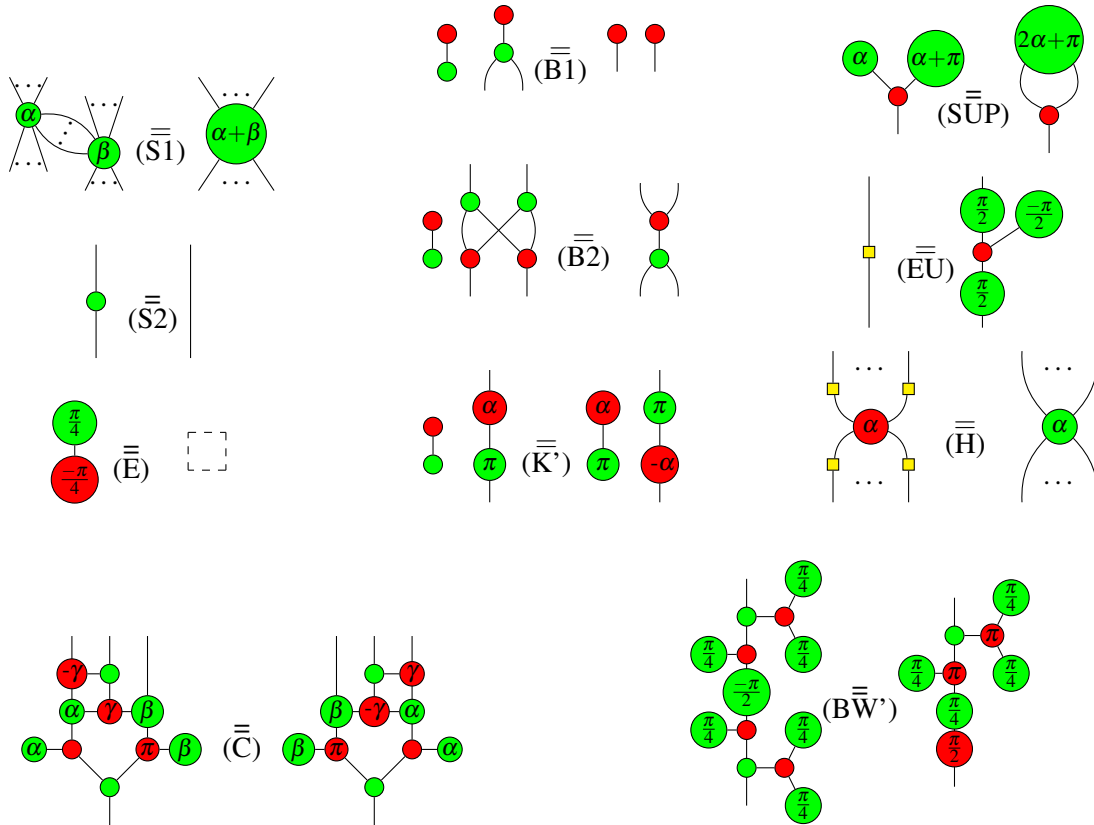 ... ... α ... ... ... β ... = (S1) ... α+β ...
= (B1)
α α+π = (SUP) 2α+π
= (S2)
= (B2)
π/2 -π/2 = (EU) π/2
π/4 = (E) -π/4
α π = (K') α π π -α
... α ... = (H) ... α ...
-γ α γ β α π β = (C) γ β -γ α β π α
π/4 π/4 π/4 -π/2 π/4 π/4 π/4 = (BW') π/4 π π/4 π π/4 π/4 π/2